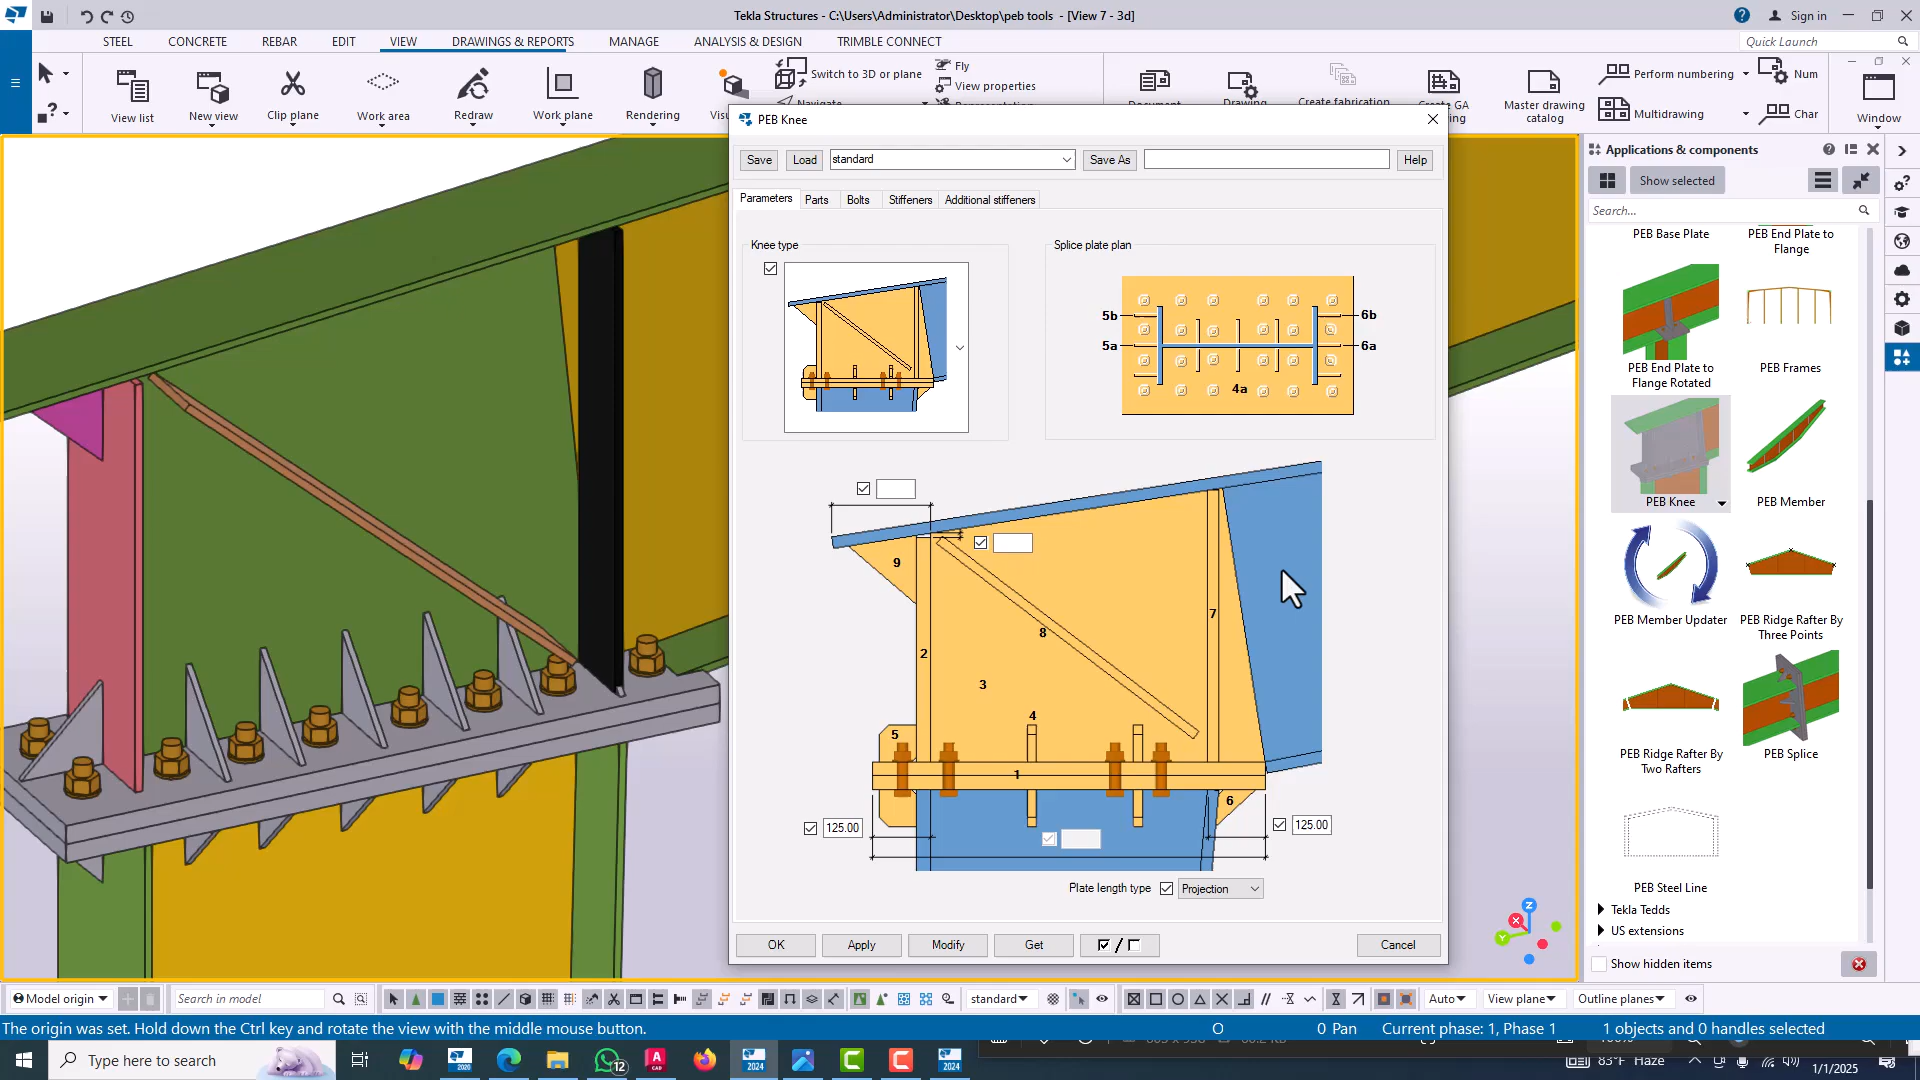 Tekla Structures - C:\Users\Administrator\Desktop\peb tools - [View 7 - 3d]
Sign in
STEEL CONCRETE REBAR EDIT VIEW DRAWINGS & REPORTS MANAGE ANALYSIS & DESIGN TRIMBLE CONNECT
Quick Launch
View list
New view
Clip plane
Work area
Redraw
Work plane
Rendering
Switch to 3D or plane
Fly
View properties
Master drawing
catalog
Perform numbering
Multidrawing
Num
Char
Window
PEB Knee
Save Load standard Save As Help
Parameters Parts Bolts Stiffeners Additional stiffeners
Knee type
Splice plate plan
5b
5a
6b
6a
4a
9
8
7
2
3
4
5
1
6
125.00
125.00
Plate length type Projection
OK Apply Modify Get / Cancel
Applications & components
Show selected
Search...
PEB Base Plate
PEB End Plate to
Flange
PEB End Plate to
Flange Rotated
PEB Frames
PEB Knee
PEB Member
PEB Member Updater
PEB Ridge Rafter By
Three Points
PEB Ridge Rafter By
Two Rafters
PEB Splice
PEB Steel Line
Tekla Tedds
US extensions
Show hidden items
Z
X
Y
Model origin
Search in model
standard
Auto
View plane
Outline planes
The origin was set. Hold down the Ctrl key and rotate the view with the middle mouse button.
O
0 Pan
Current phase: 1, Phase 1
1 objects and 0 handles selected
Type here to search
2020
12
CAD
2024
2024
83°F Haze
1/1/2025